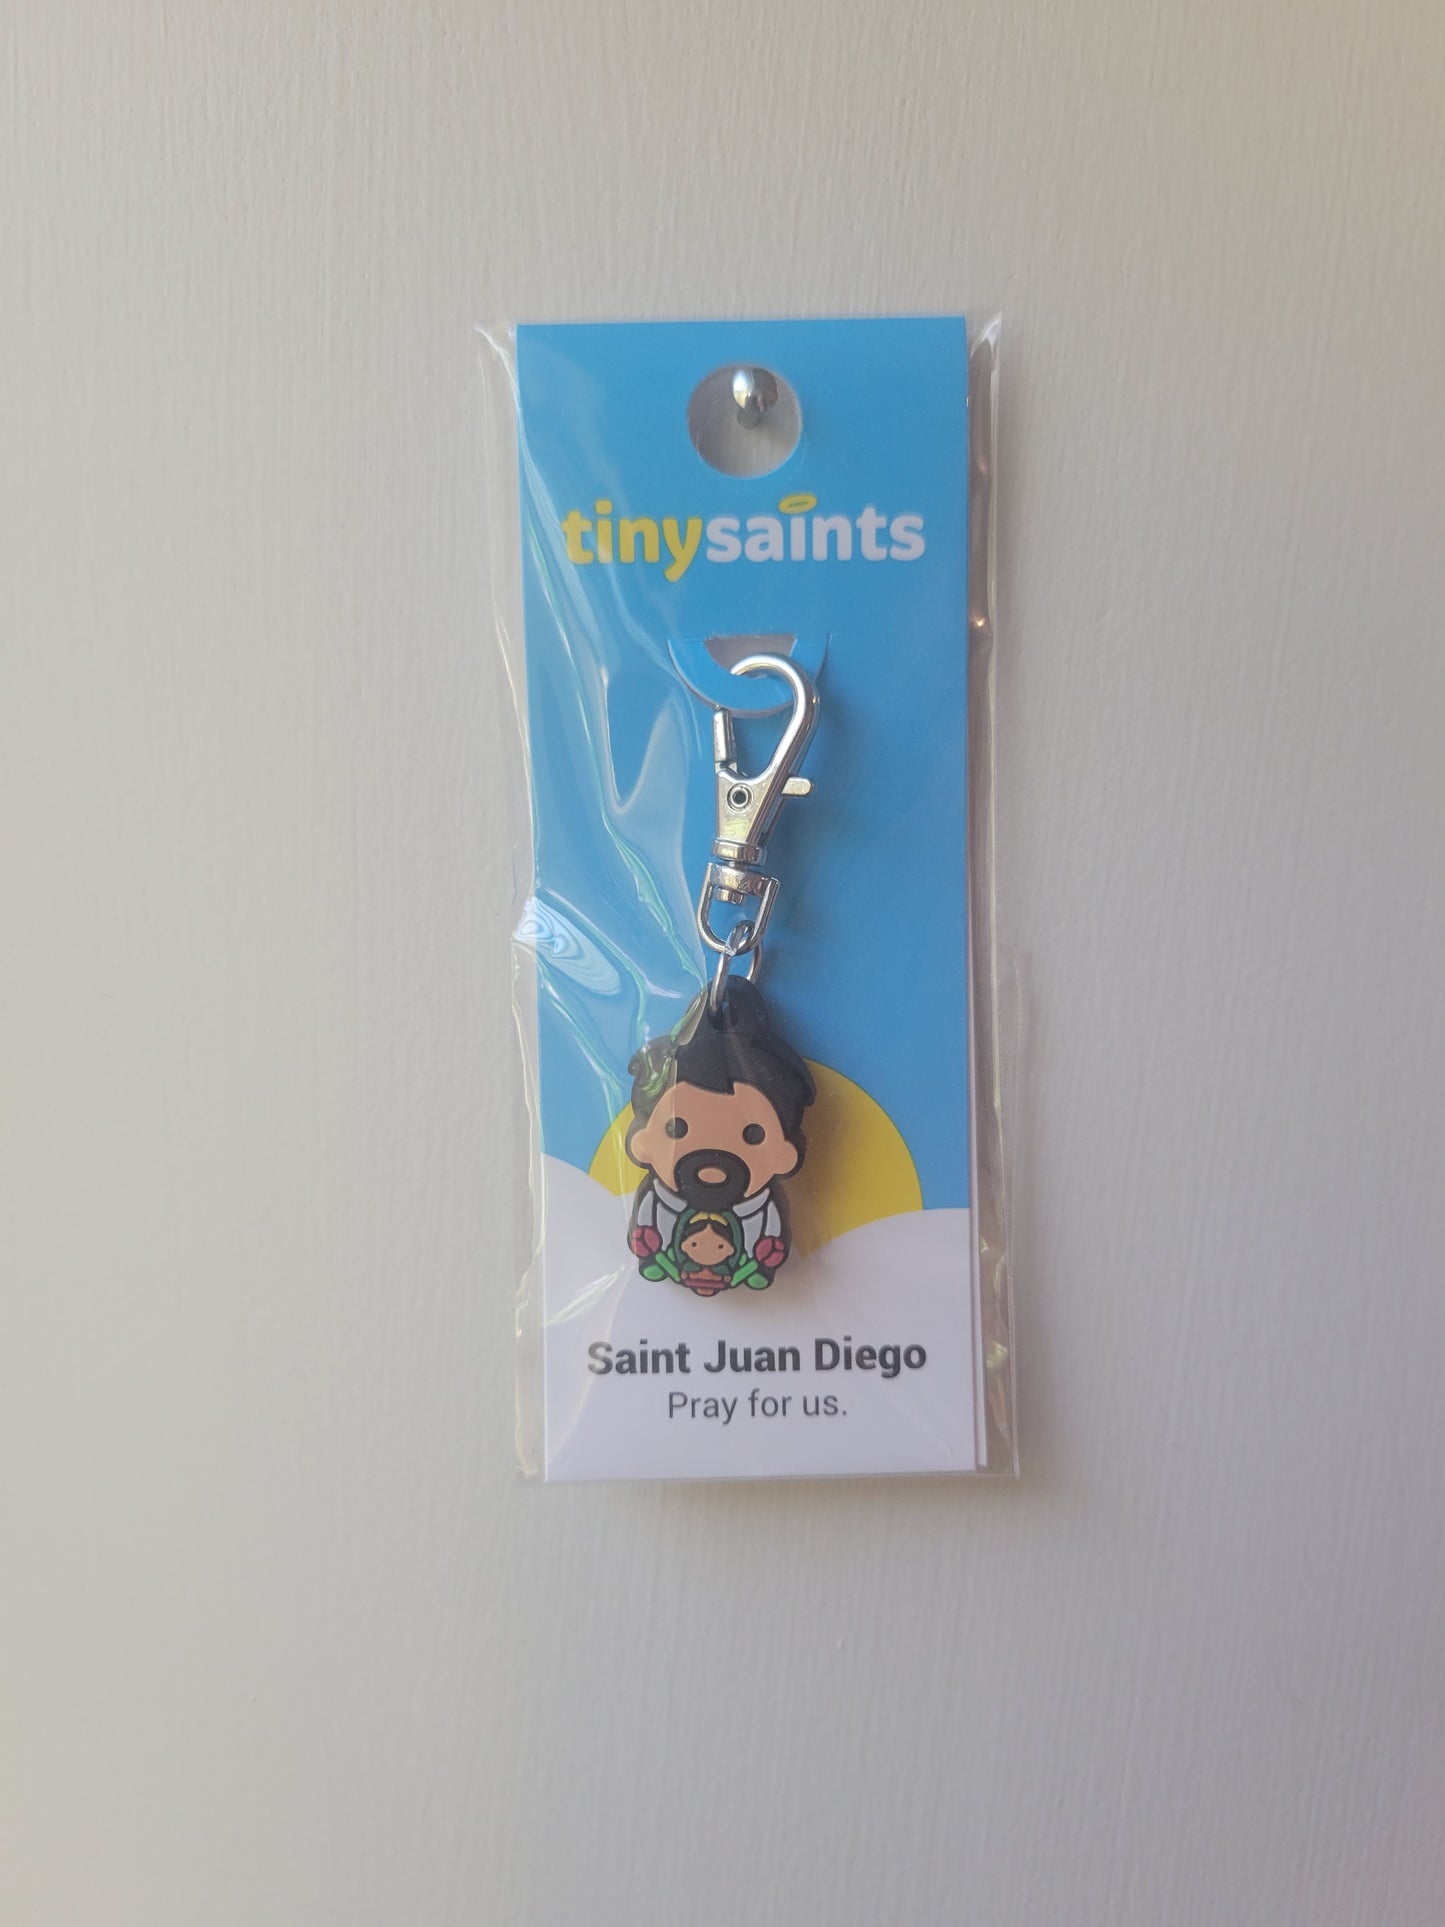 tinysaints
Saint Juan Diego
Pray for us.